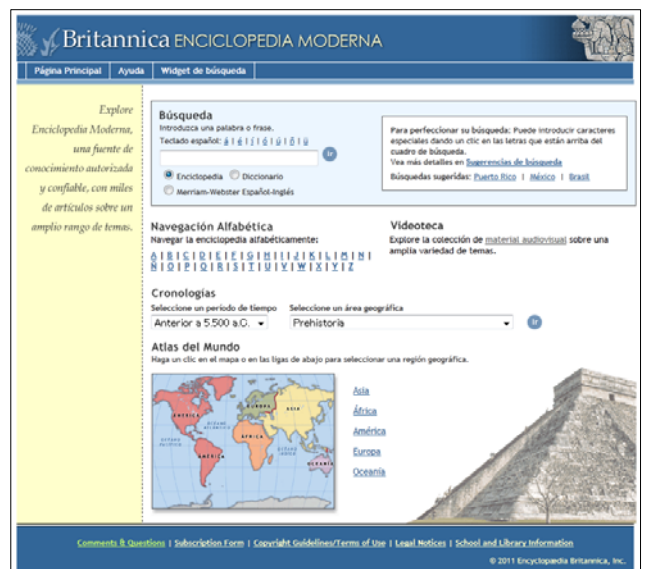 Britannica ENCICLOPEDIA MODERNA
Página Principal Ayuda Widget de búsqueda
Explore
Enciclopedia Moderna,
una fuente de
conocimiento autorizada
y confiable, con miles
de artículos sobre un
amplio rango de temas.
Búsqueda
Introduzca una palabra o frase.
Teclado español: á | é | í | ó | ú | ñ | ü
Ir
Enciclopedia Diccionario
Merriam-Webster Español-Inglés
Para perfeccionar su búsqueda: Puede introducir caracteres
especiales dando un clic en las letras que están arriba del
cuadro de búsqueda.
Vea más detalles en Sugerencias de búsqueda
Búsquedas sugeridas: Puerto Rico | México | Brasil
Navegación Alfabética
Navegar la enciclopedia alfabéticamente:
A | B | C | D | E | F | G | H | I | J | K | L | M | N |
Ñ | O | P | Q | R | S | T | U | V | W | X | Y | Z
Videoteca
Explore la colección de material audiovisual sobre una
amplia variedad de temas.
Cronologías
Seleccione un período de tiempo Seleccione un área geográfica
Anterior a 5.500 a.C. Prehistoria Ir
Atlas del Mundo
Haga un clic en el mapa o en las ligas de abajo para seleccionar una región geográfica.
AMÉRICA
EUROPA
ASIA
ÁFRICA
AMÉRICA
OCEANÍA
Asia
África
América
Europa
Oceanía
Comments & Questions | Subscription Form | Copyright Guidelines/Terms of Use | Legal Notices | School and Library Information
© 2011 Encyclopædia Britannica, Inc.